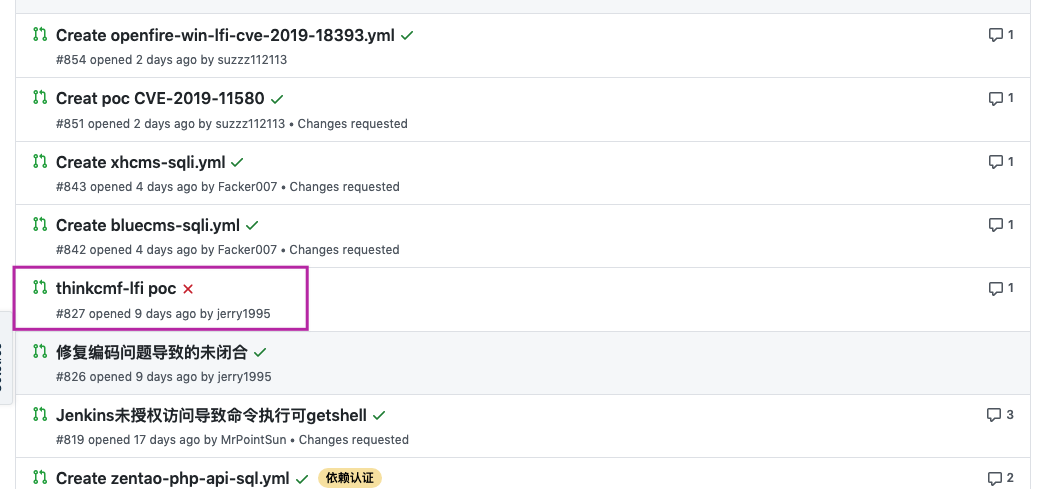 Create openfire-win-lfi-cve-2019-18393.yml
1
#854 opened 2 days ago by suzzz112113
Creat poc CVE-2019-11580
1
#851 opened 2 days ago by suzzz112113 • Changes requested
Create xhcms-sqli.yml
1
#843 opened 4 days ago by Facker007 • Changes requested
Create bluecms-sqli.yml
1
#842 opened 4 days ago by Facker007 • Changes requested
thinkcmf-lfi poc
1
#827 opened 9 days ago by jerry1995
修复编码问题导致的未闭合
#826 opened 9 days ago by jerry1995
Jenkins未授权访问导致命令执行可getshell
3
#819 opened 17 days ago by MrPointSun • Changes requested
Create zentao-php-api-sql.yml 依赖认证
2